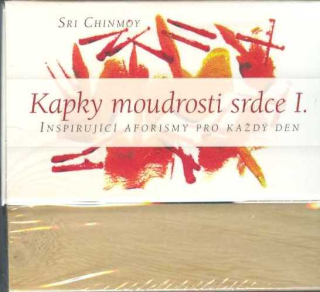 SRI CHINMOY
Kapky moudrosti srdce I.
INSPIRUJÍCÍ AFORISMY PRO KAŽDÝ DEN